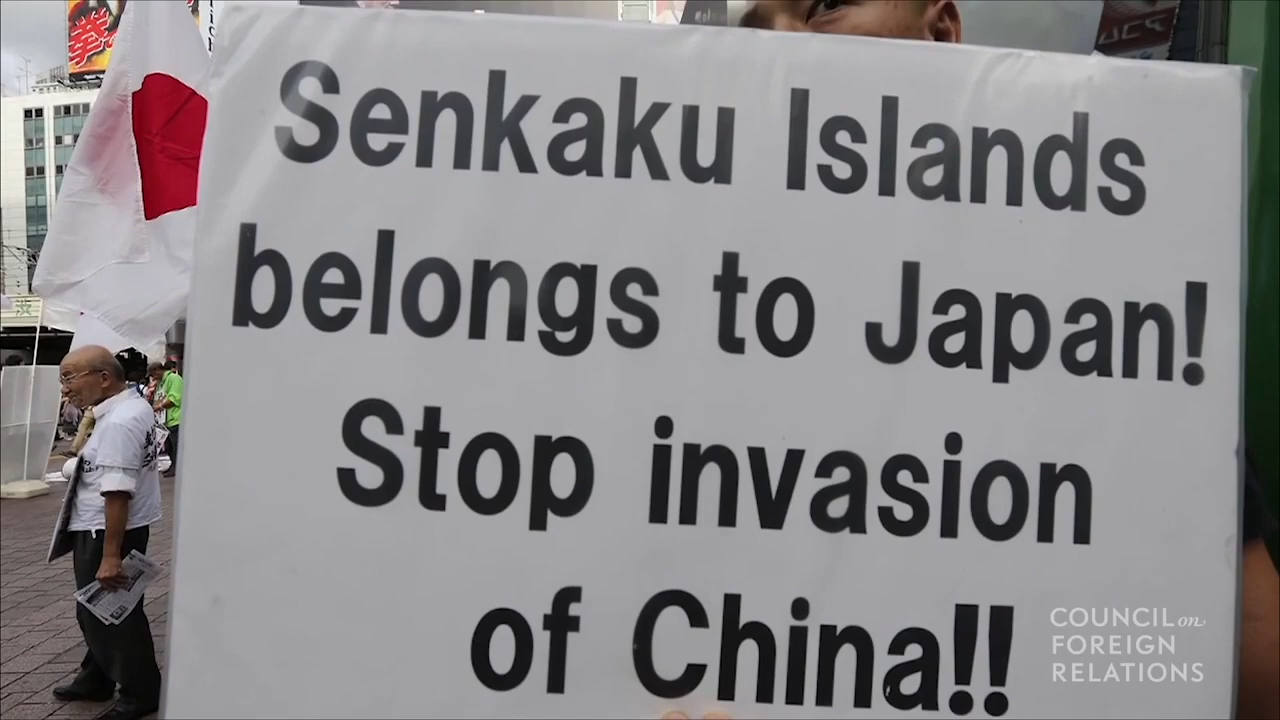 Senkaku Islands
belongs to Japan!
Stop invasion
of China!!
COUNCIL on
FOREIGN
RELATIONS